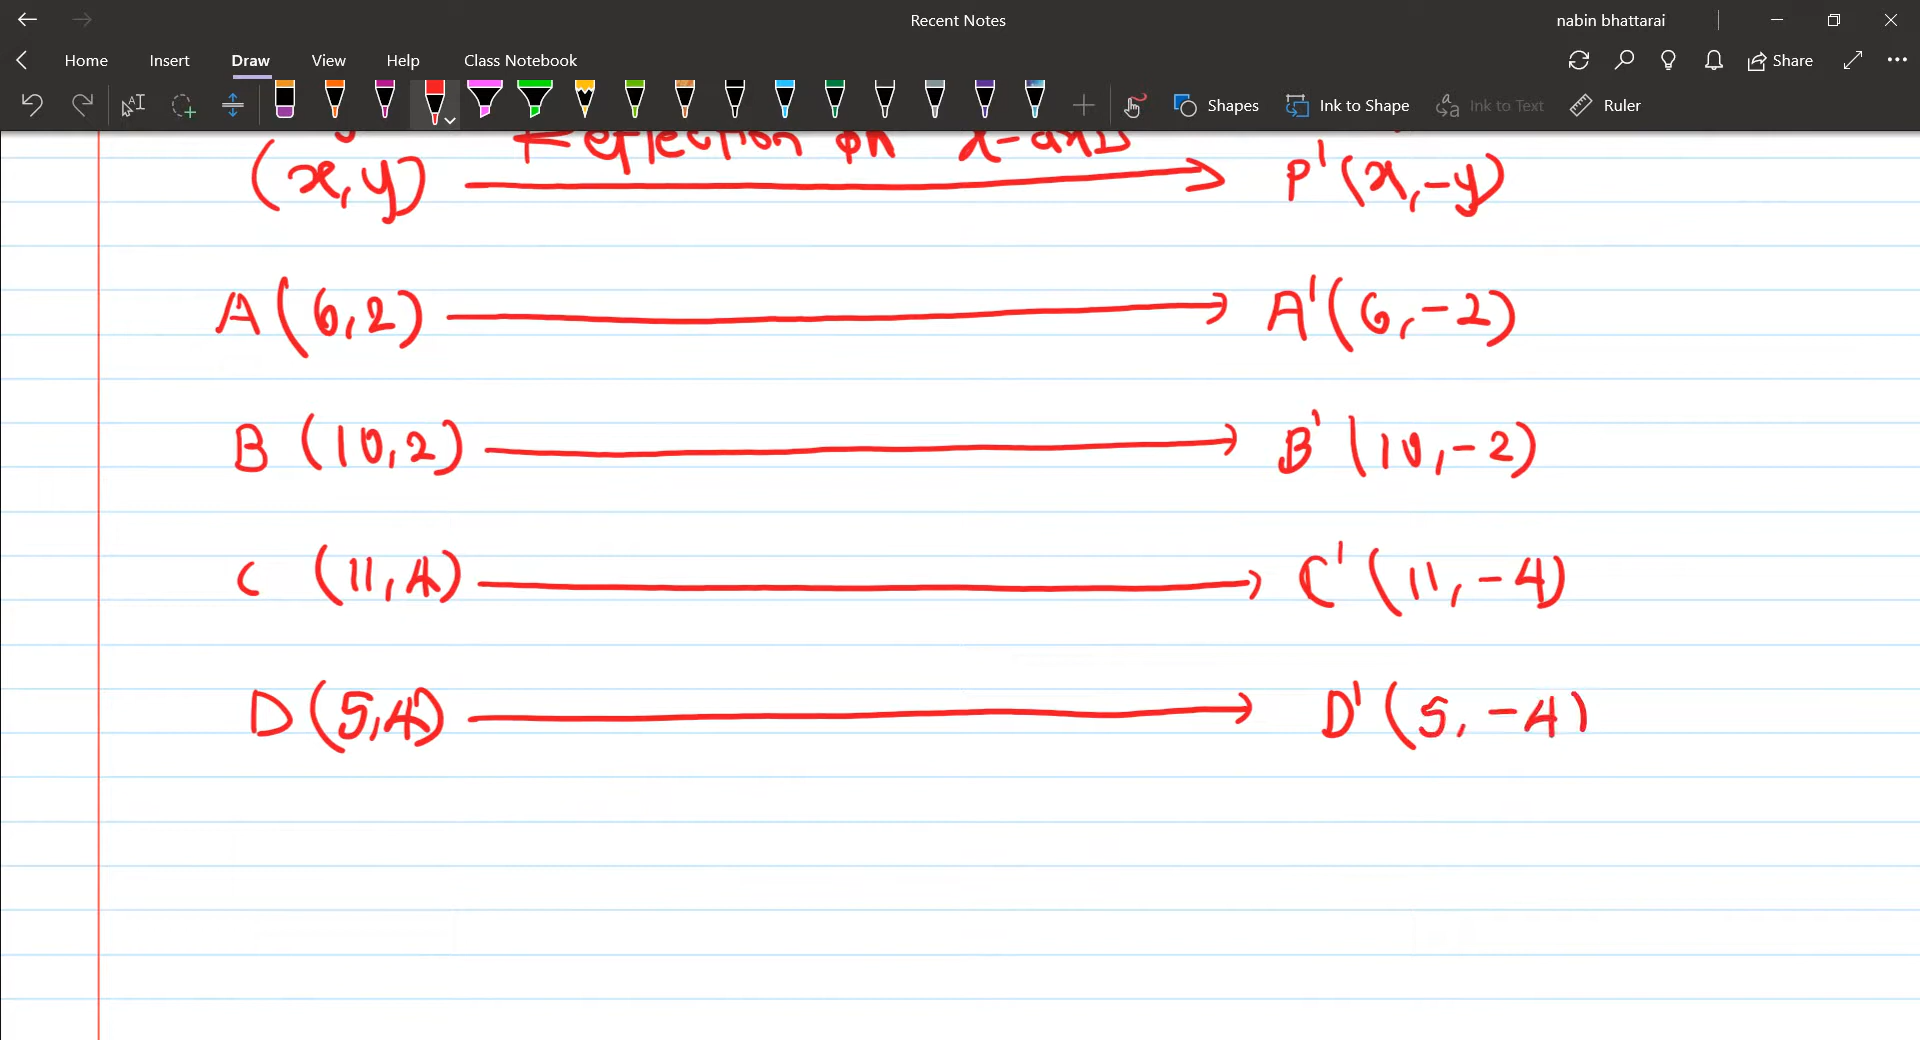 Recent Notes
nabin bhattarai
Home Insert Draw View Help Class Notebook Share
Shapes Ink to Shape Ink to Text Ruler
Reflection on x-axis
(x,y) P'(x,-y)
A(6,2) A'(6,-2)
B (10,2) B'(10,-2)
C (11,4) C'(11,-4)
D(5,4) D'(5,-4)